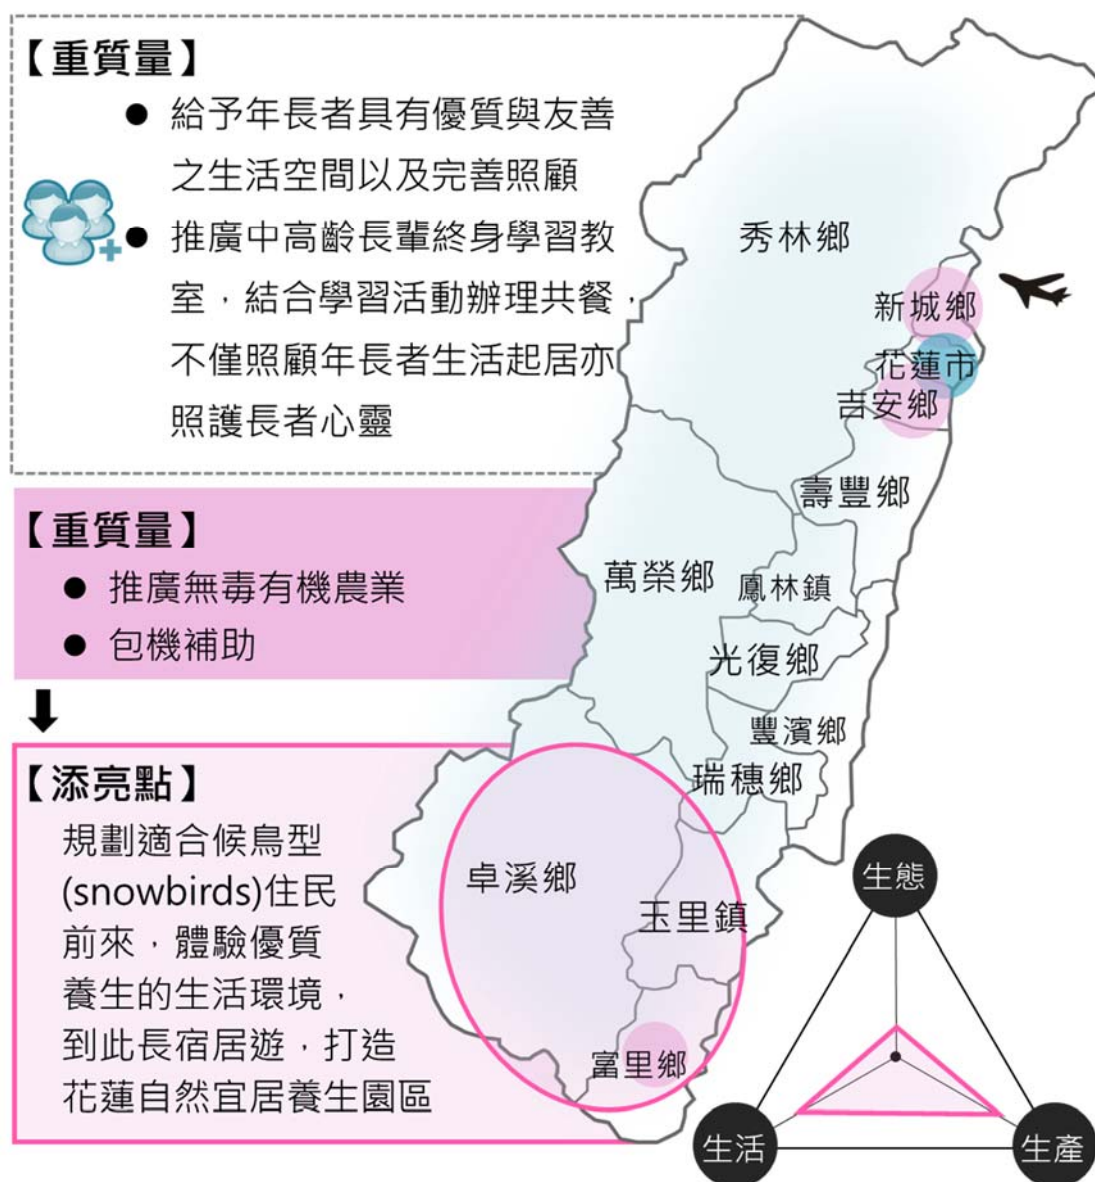 【重質量】
● 給予年長者具有優質與友善
之生活空間以及完善照顧
● 推廣中高齡長輩終身學習教
室，結合學習活動辦理共餐，
不僅照顧年長者生活起居亦
照護長者心靈
【重質量】
● 推廣無毒有機農業
● 包機補助
【添亮點】
規劃適合候鳥型
(snowbirds)住民
前來，體驗優質
養生的生活環境，
到此長宿居遊，打造
花蓮自然宜居養生園區
秀林鄉
新城鄉
花蓮市
吉安鄉
壽豐鄉
萬榮鄉
鳳林鎮
光復鄉
豐濱鄉
瑞穗鄉
卓溪鄉
玉里鎮
富里鄉
生態
生活
生產